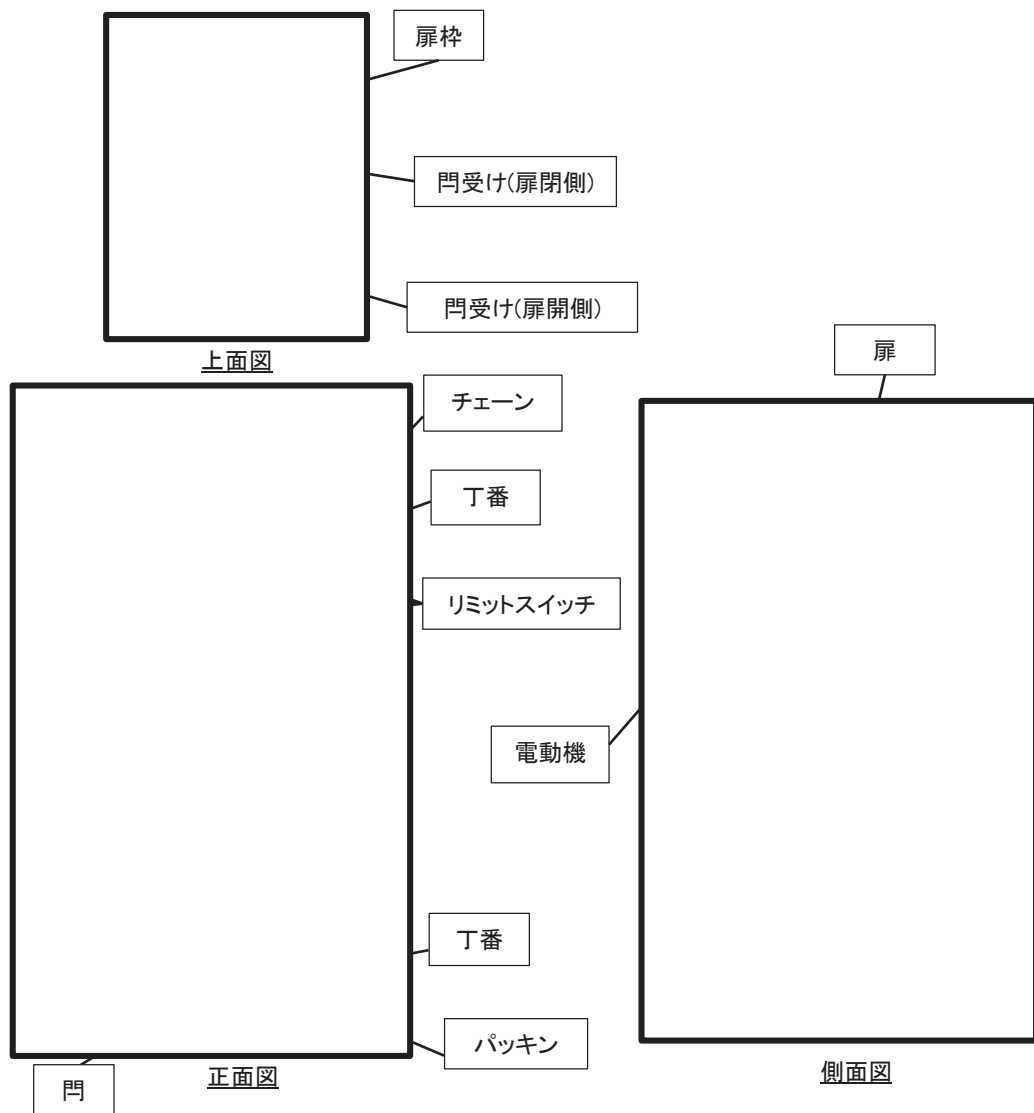 扉枠
閂受け(扉閉側)
閂受け(扉開側)
上面図
扉
チェーン
丁番
リミットスイッチ
電動機
丁番
パッキン
閂
正面図
側面図